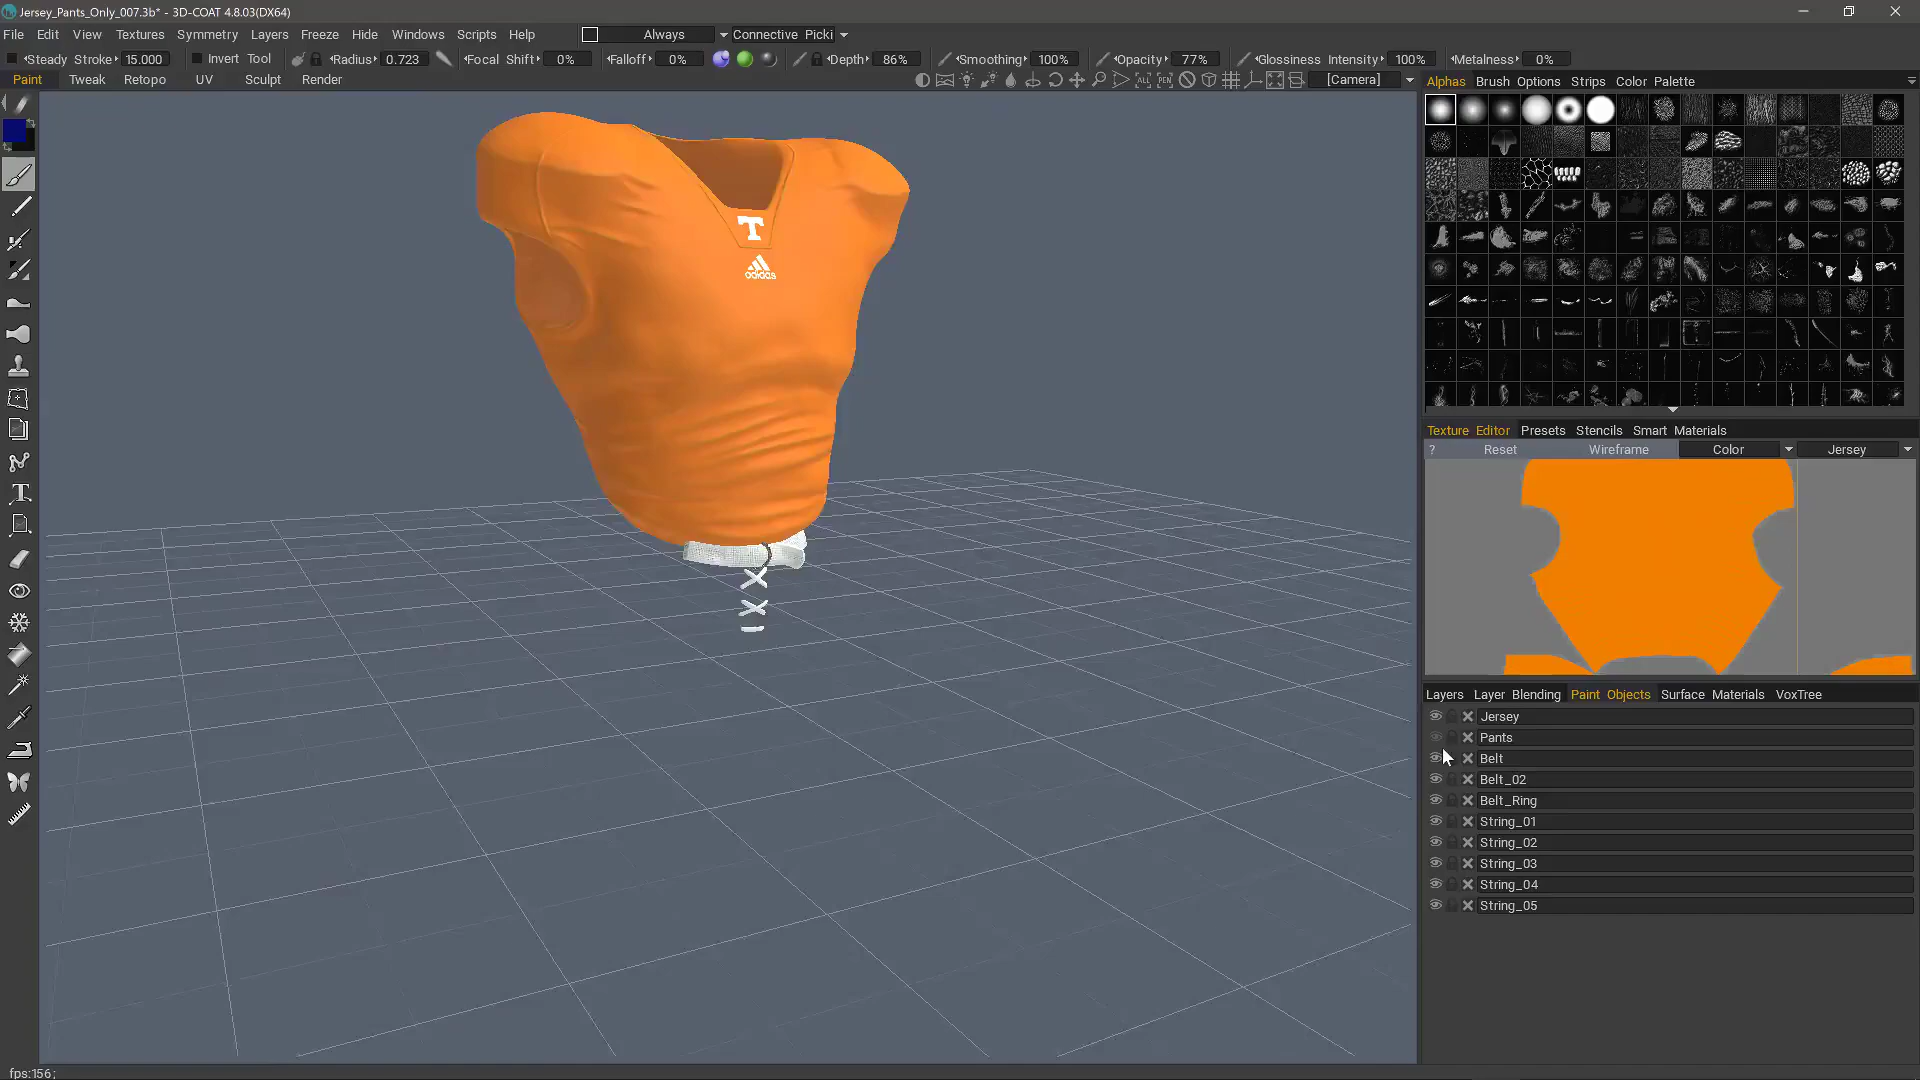 Jersey_Pants_Only_007.3b* - 3D-COAT 4.8.03(DX64)
File Edit View Textures Symmetry Layers Freeze Hide Windows Scripts Help Always Connective Picki
Steady Stroke 15.000 Invert Tool Radius 0.723 Focal Shift 0% Falloff 0% Depth 86% Smoothing 100% Opacity 77% Glossiness Intensity 100% Metalness 0%
Paint Tweak Retopo UV Sculpt Render ALL PEN [Camera]
Alphas Brush Options Strips Color Palette
T
adidas
Texture Editor Presets Stencils Smart Materials
? Reset Wireframe Color Jersey
Layers Layer Blending Paint Objects Surface Materials VoxTree
Jersey
Pants
Belt
Belt_02
Belt_Ring
String_01
String_02
String_03
String_04
String_05
fps:156;